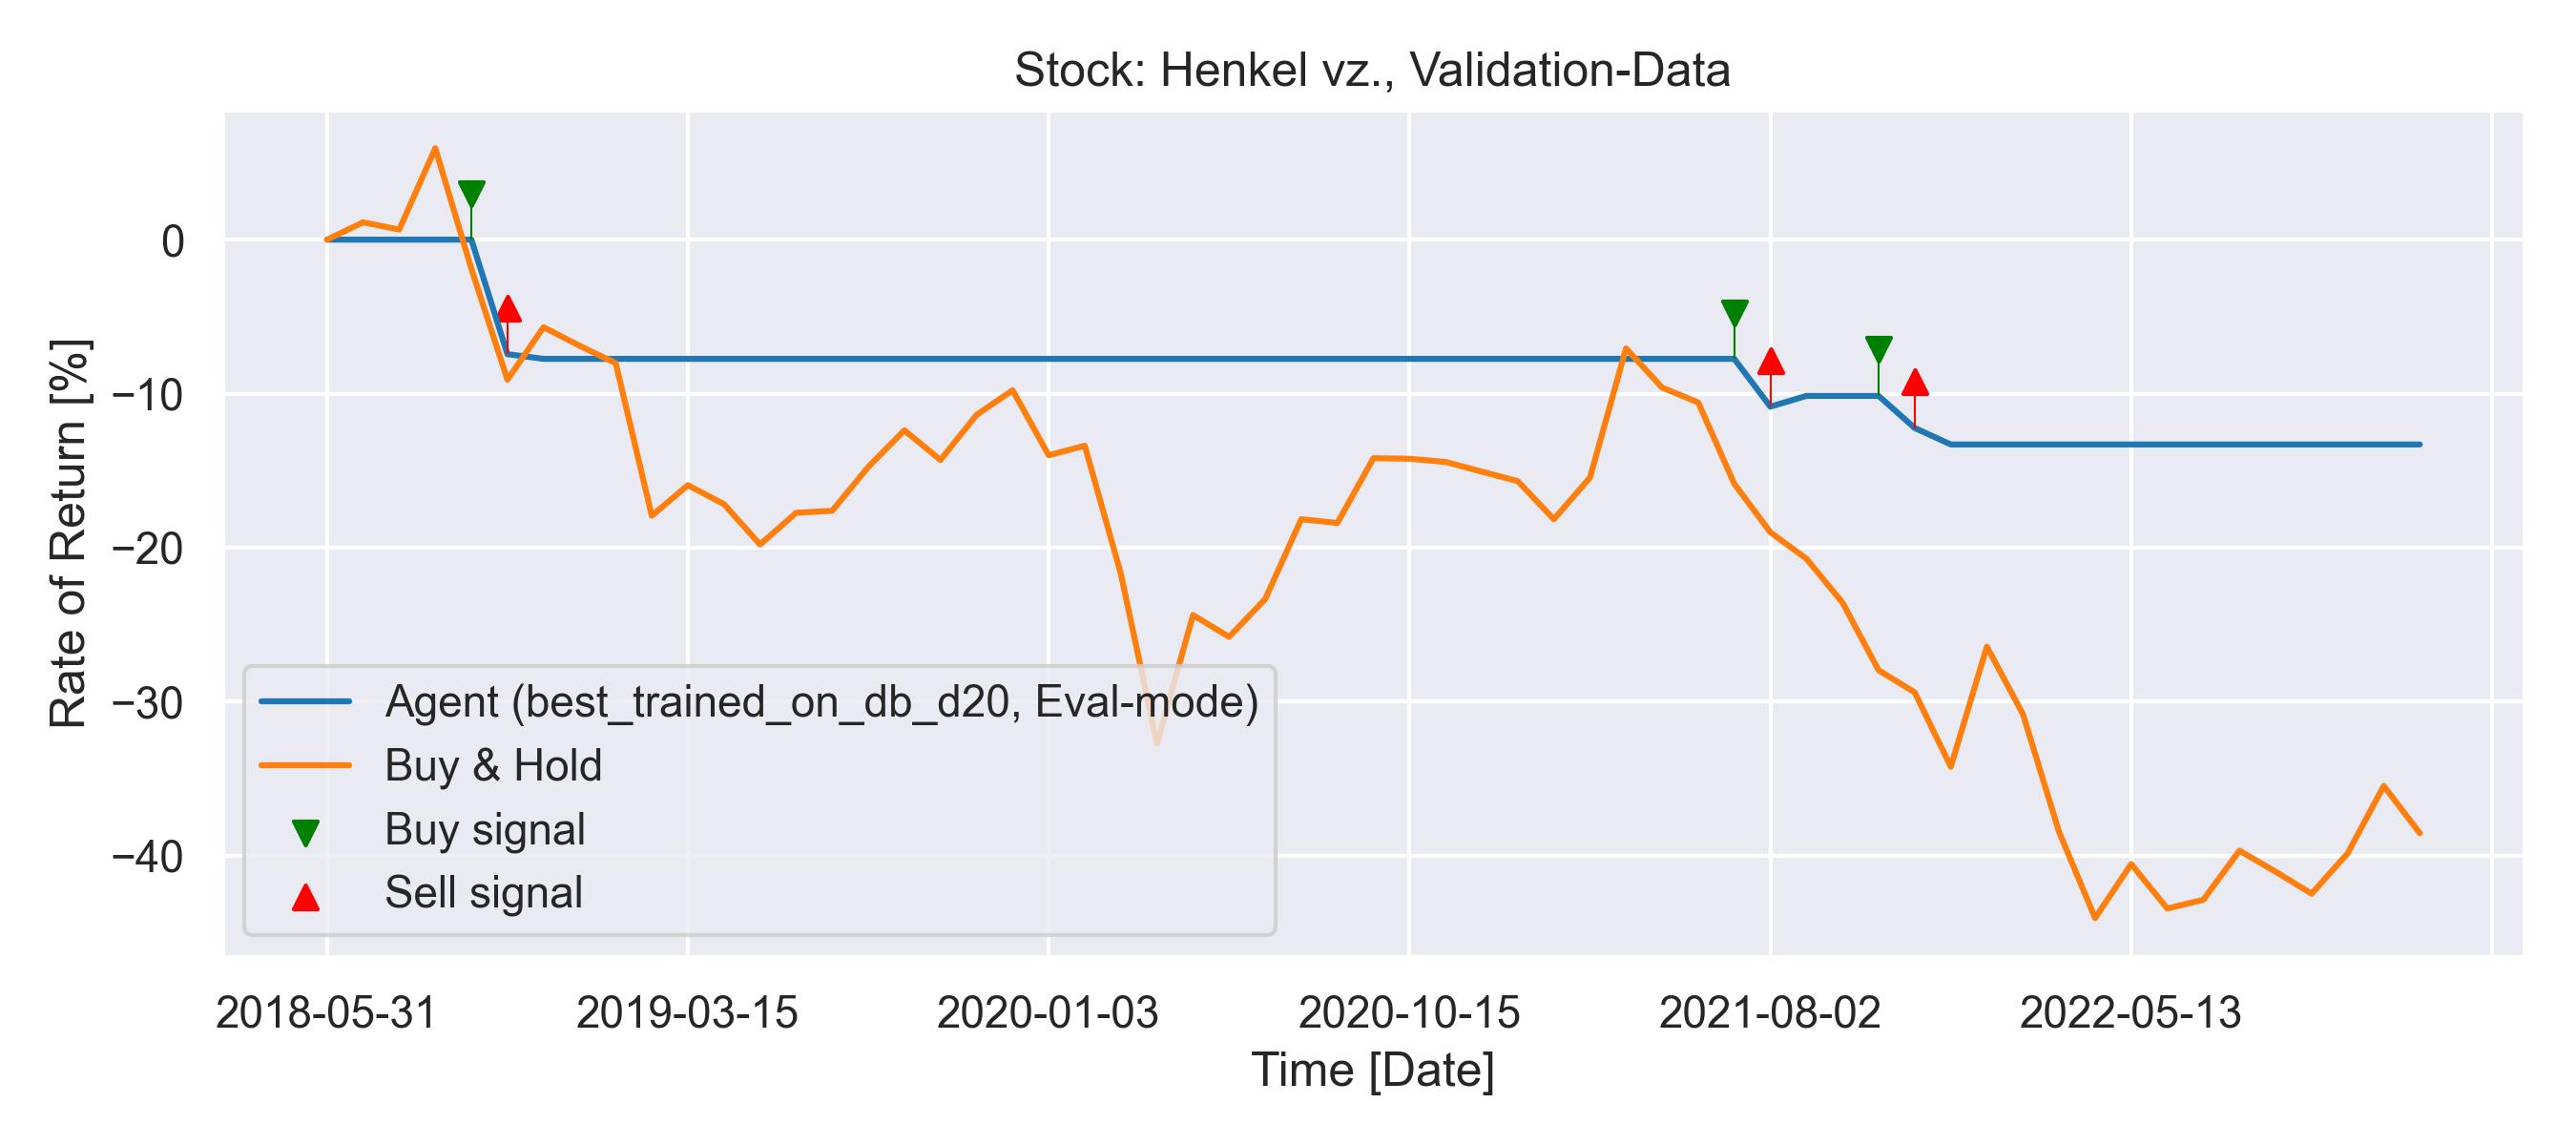 Stock: Henkel vz., Validation-Data
Rate of Return [%]
0
−10
−20
−30
−40
Agent (best_trained_on_db_d20, Eval-mode)
Buy & Hold
Buy signal
Sell signal
2018-05-31
2019-03-15
2020-01-03
2020-10-15
2021-08-02
2022-05-13
Time [Date]